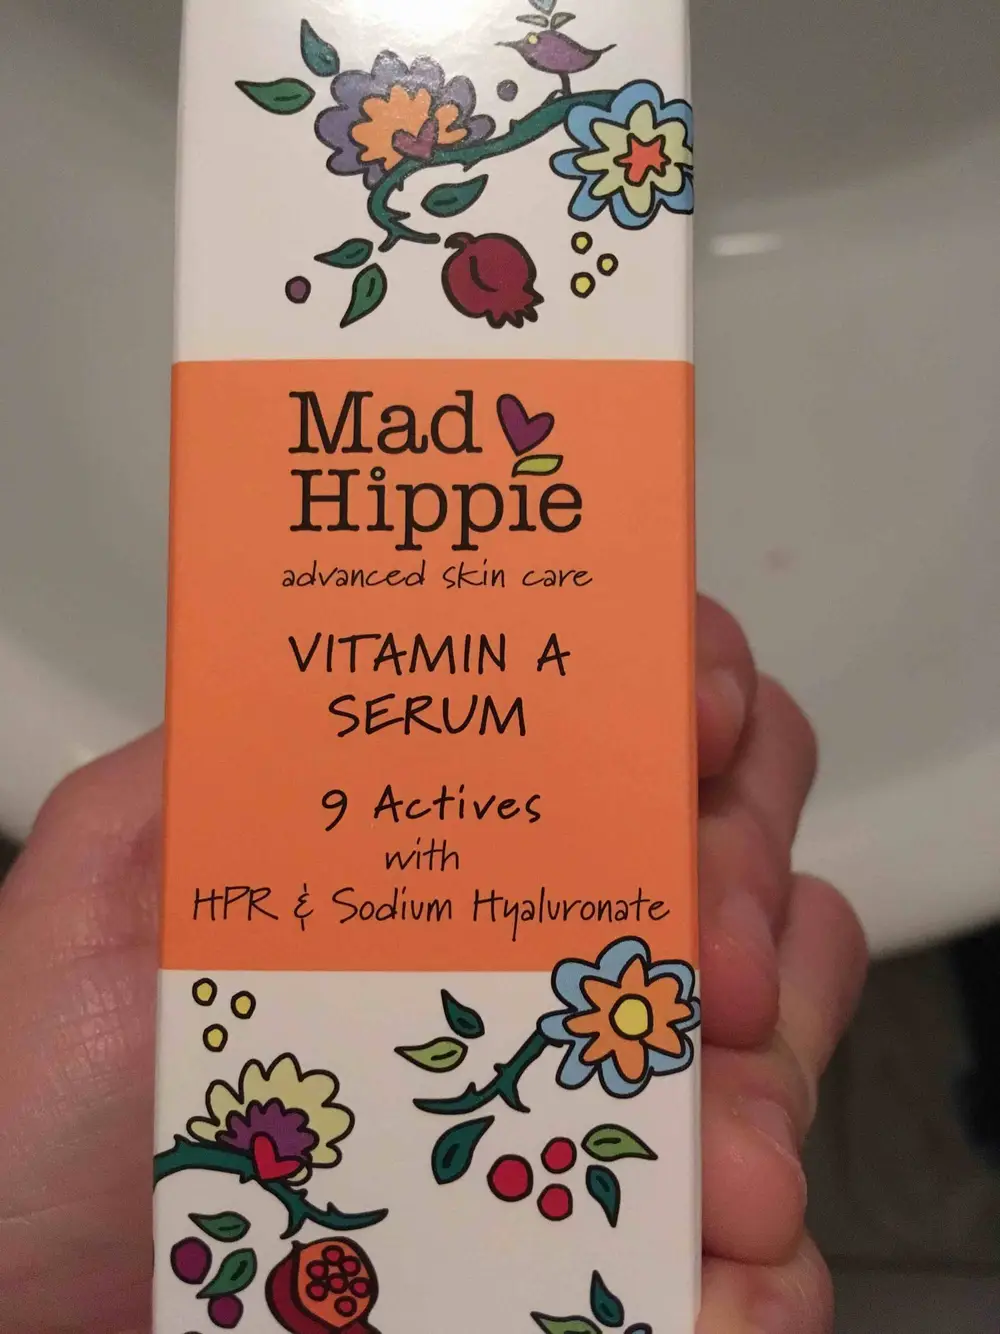 Mad
Hippie
advanced skin care
VITAMIN A
SERUM
9 Actives
with
HPR & Sodium Hyaluronate